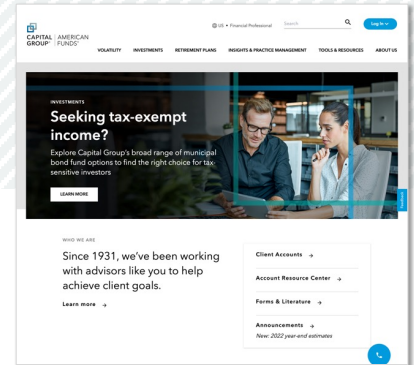 US • Financial Professional
Search
Log In
CAPITAL | AMERICAN
GROUP® | FUNDS®
VOLATILITY INVESTMENTS RETIREMENT PLANS INSIGHTS & PRACTICE MANAGEMENT TOOLS & RESOURCES ABOUT US
INVESTMENTS
Seeking tax-exempt
income?
Explore Capital Group's broad range of municipal
bond fund options to find the right choice for tax-
sensitive investors
LEARN MORE
Feedback
WHO WE ARE
Since 1931, we've been working
with advisors like you to help
achieve client goals.
Learn more →
Client Accounts →
Account Resource Center →
Forms & Literature →
Announcements →
New: 2022 year-end estimates